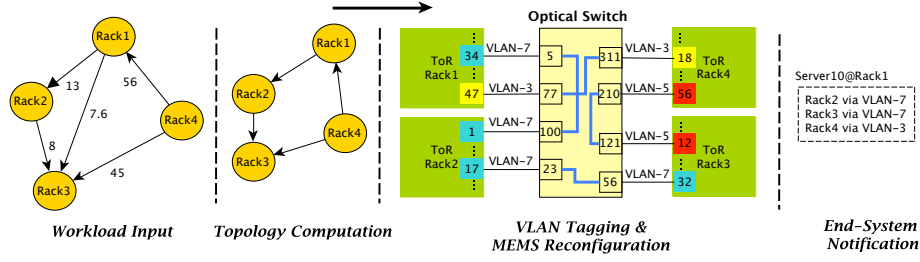 Rack1
Rack2
Rack3
Rack4
13
7.6
56
8
45
Workload Input
Rack1
Rack2
Rack3
Rack4
Topology Computation
Optical Switch
ToR
Rack1
34
47
VLAN-7
VLAN-3
ToR
Rack2
1
17
VLAN-7
VLAN-7
5
77
100
23
311
210
121
56
VLAN-3
VLAN-5
VLAN-5
VLAN-7
18
56
ToR
Rack4
12
32
ToR
Rack3
VLAN Tagging &
MEMS Reconfiguration
Server10@Rack1
Rack2 via VLAN-7
Rack3 via VLAN-7
Rack4 via VLAN-3
End-System
Notification